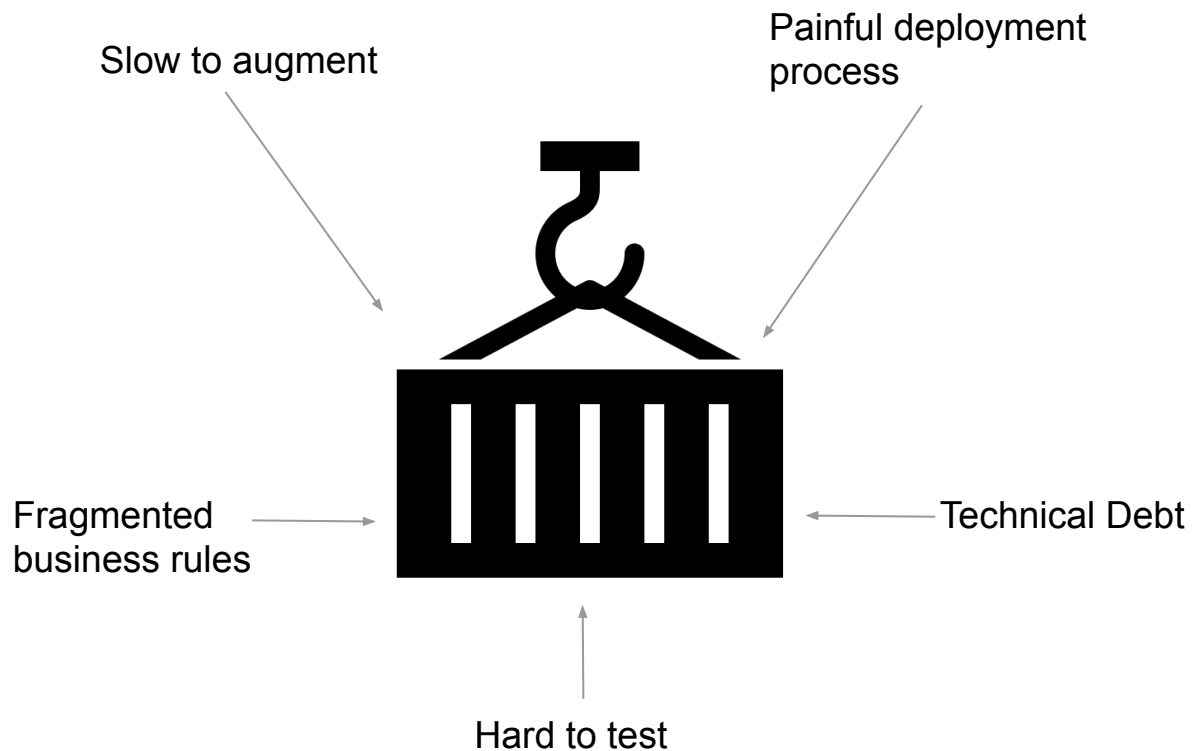 Slow to augment
Painful deployment
process
Fragmented
business rules
Technical Debt
Hard to test